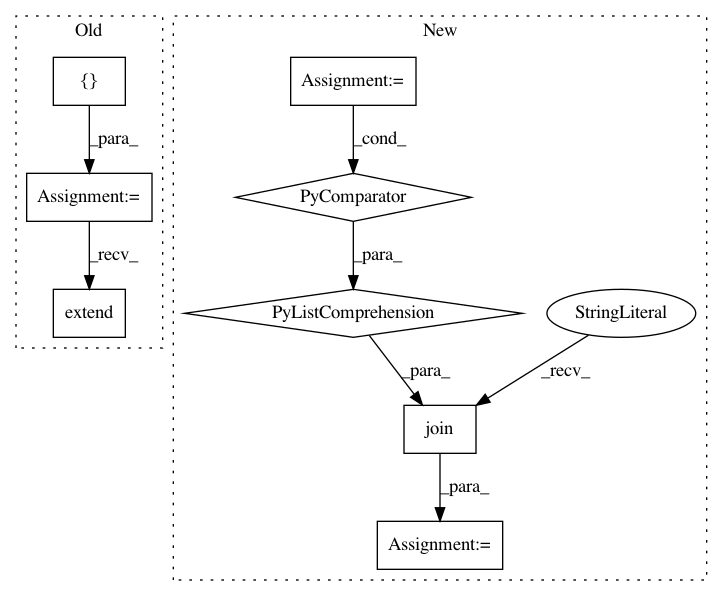 Old
New
{}
Assignment:=
_para_
_cond_
Assignment:=
PyComparator
_recv_
_para_
extend
PyListComprehension
StringLiteral
_para_
_recv_
join
_para_
Assignment:=